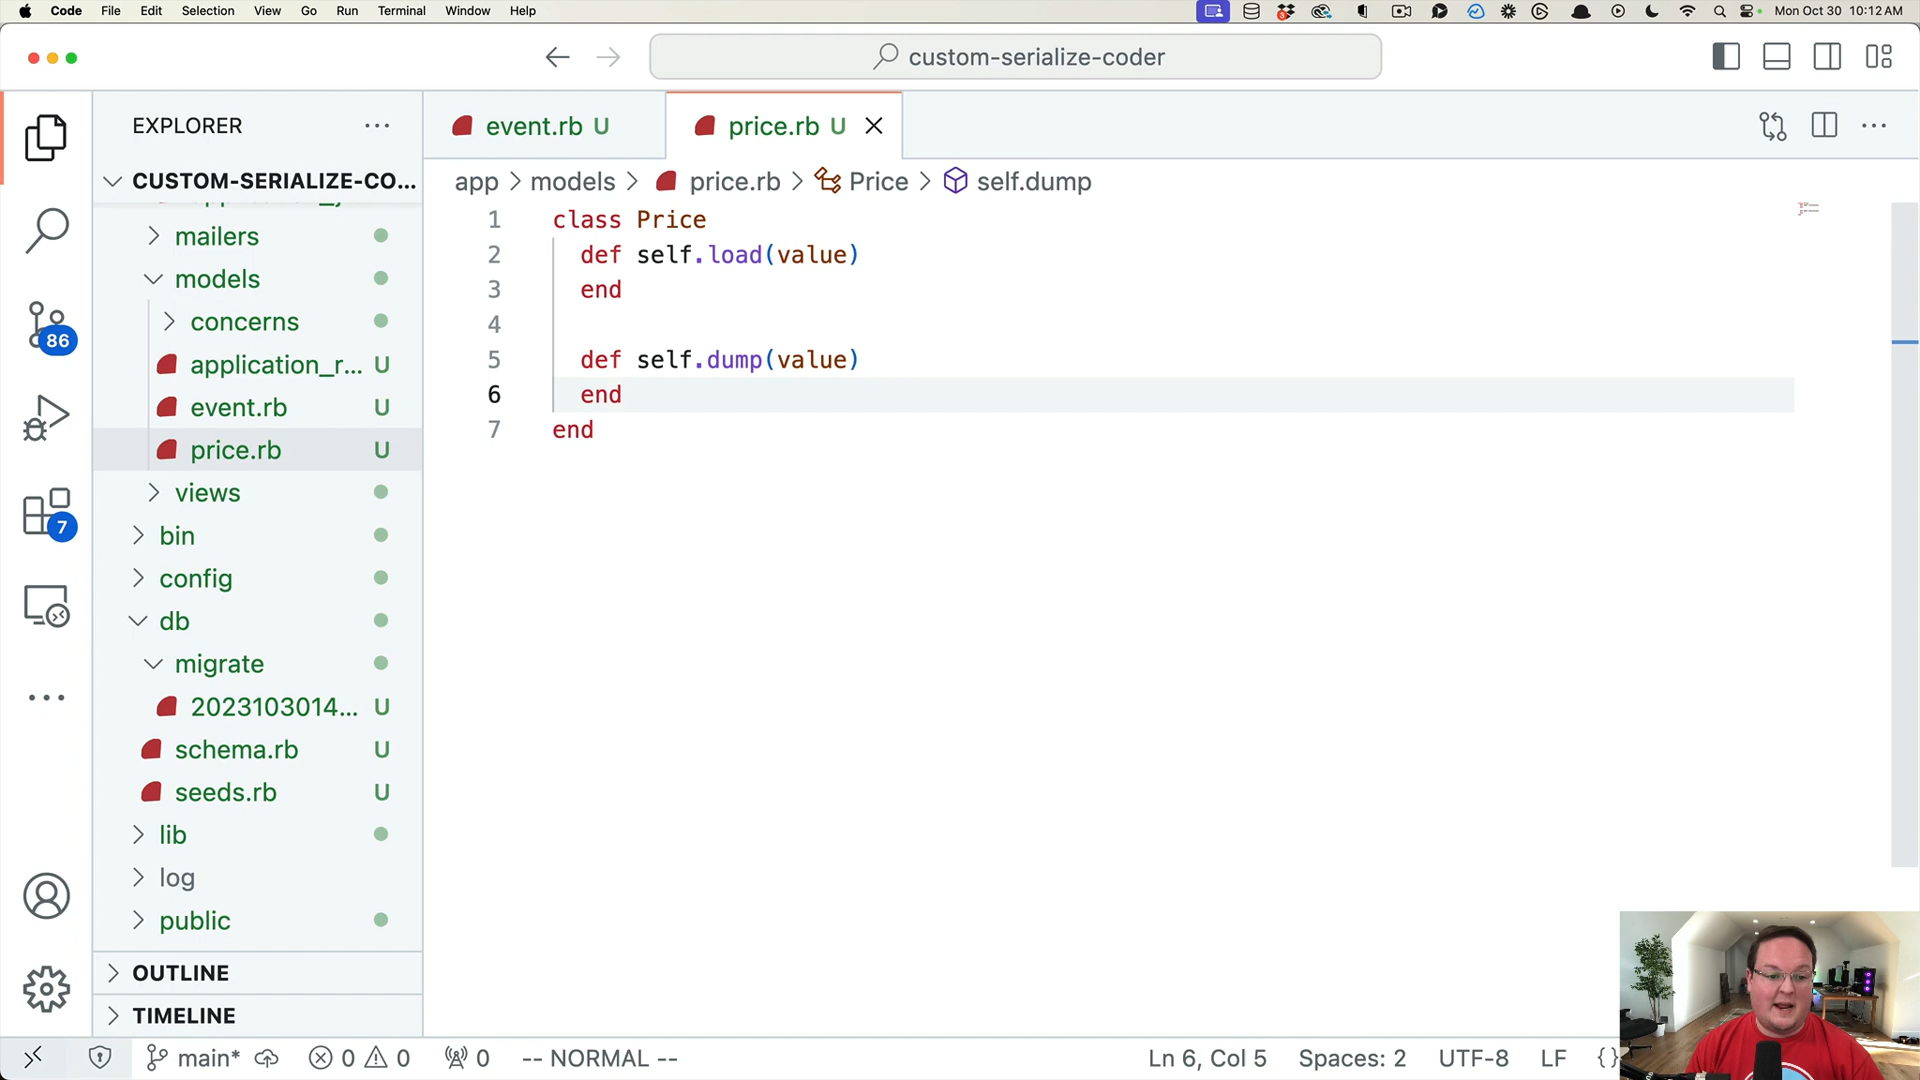 Code File Edit Selection View Go Run Terminal Window Help
3
Mon Oct 30 10:12 AM
custom-serialize-coder
EXPLORER
CUSTOM-SERIALIZE-CO...
mailers
models
concerns
application_r... U
event.rb U
price.rb U
views
bin
config
db
migrate
2023103014... U
schema.rb U
seeds.rb U
lib
log
public
OUTLINE
TIMELINE
86
7
event.rb U
price.rb U
app > models > price.rb > Price > self.dump
1 class Price
2 def self.load(value)
3 end
4
5 def self.dump(value)
6 end
7 end
main* 0 0 0 -- NORMAL -- Ln 6, Col 5 Spaces: 2 UTF-8 LF {}